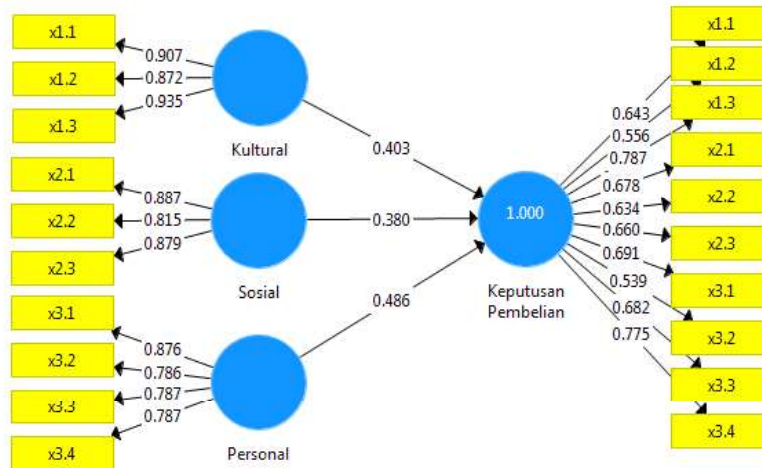 x1.1
x1.2
x1.3
0.907
0.872
0.935
Kultural
x2.1
x2.2
x2.3
0.887
0.815
0.879
Sosial
x3.1
x3.2
x3.3
x3.4
0.876
0.786
0.787
0.787
Personal
0.403
0.380
0.486
1.000
Keputusan
Pembelian
0.643
0.556
0.787
0.678
0.634
0.660
0.691
0.539
0.682
0.775
x1.1
x1.2
x1.3
x2.1
x2.2
x2.3
x3.1
x3.2
x3.3
x3.4